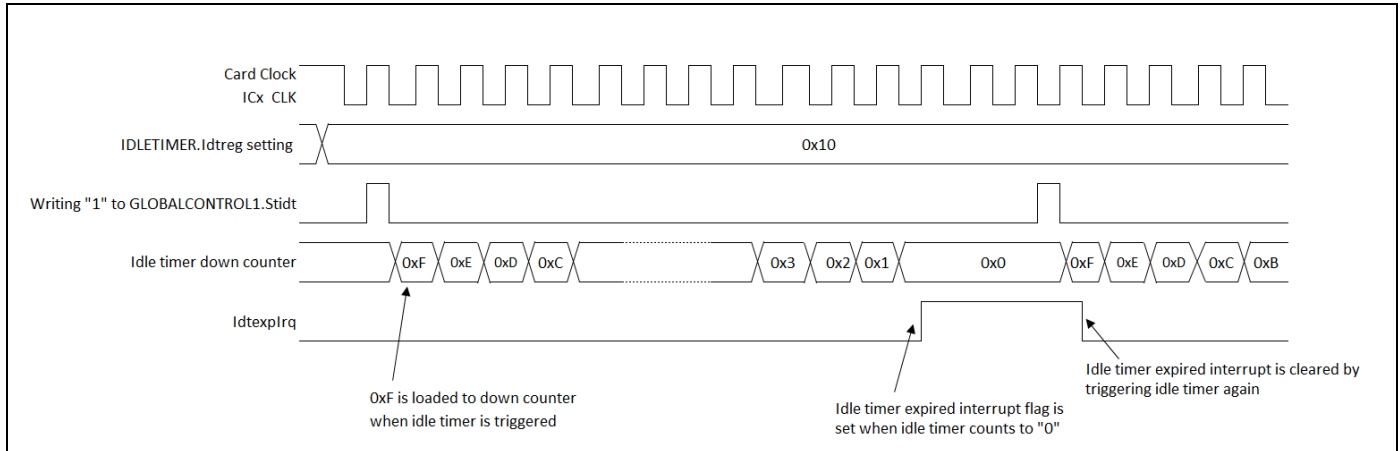 Card Clock
ICx CLK
IDLETIMER.Idtreg setting
0x10
Writing "1" to GLOBALCONTROL1.Stidt
Idle timer down counter
0xF 0xE 0xD 0xC 0x3 0x2 0x1 0x0 0xF 0xE 0xD 0xC 0xB
IdtexpIrq
0xF is loaded to down counter
when idle timer is triggered
Idle timer expired interrupt flag is
set when idle timer counts to "0"
Idle timer expired interrupt is cleared by
triggering idle timer again